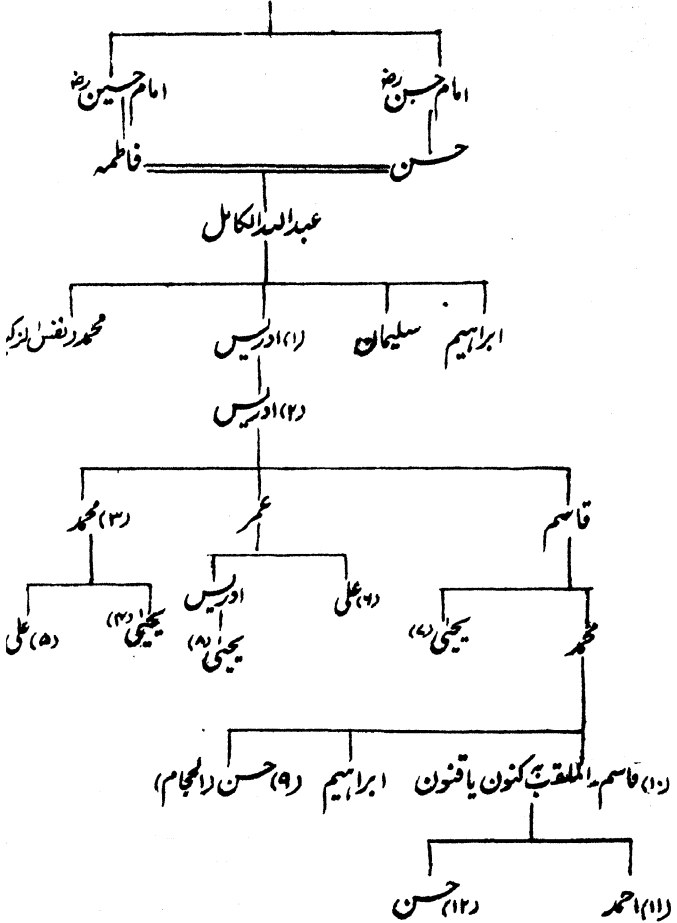 امام حسنؓ امام حسینؓ
حسن فاطمہ
عبداللہ الکامل
ابراہیم سلیمان (۱) ادریس محمد (نفس الزکیہ
(۲) ادریس
قاسم عمر (۳) محمد
محمد یحییٰ (۷) (۶) علی ادریس یحییٰ (۴) (۵) علی
یحییٰ (۸)
(۱۰) قاسم۔ الملقب بہ کنون یا قنون ابراہیم (۹) حسن (الحجام)
(۱۱) احمد (۱۲) حسن